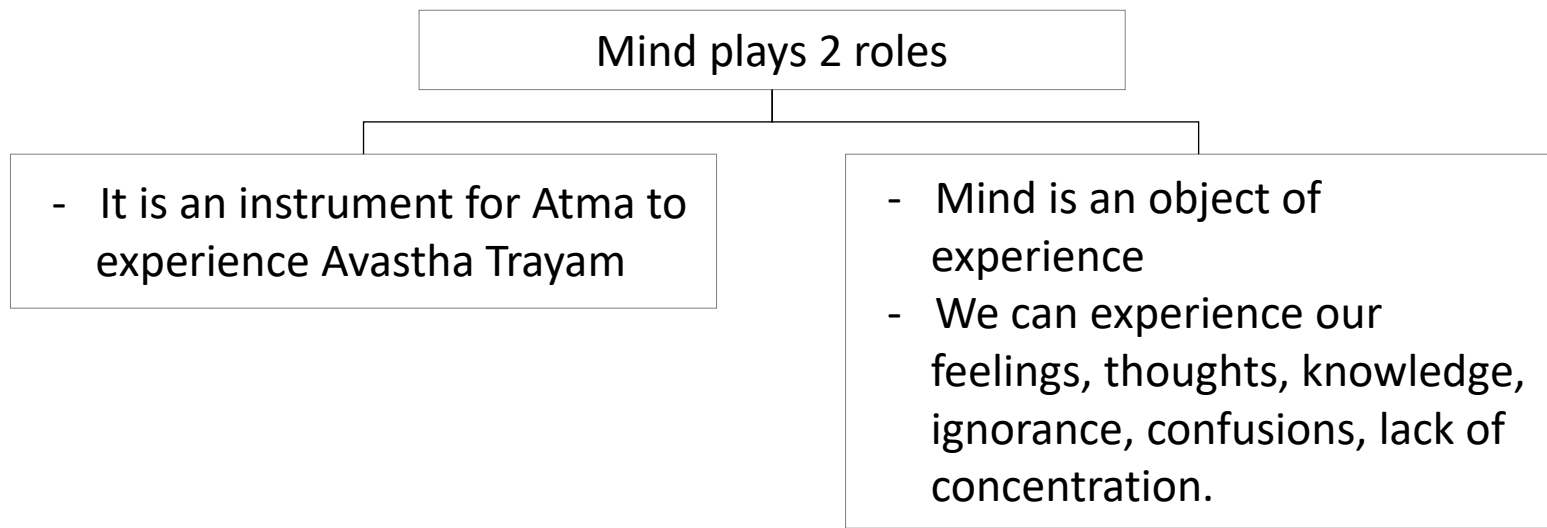 Mind plays 2 roles
- It is an instrument for Atma to
experience Avastha Trayam
- Mind is an object of
experience
- We can experience our
feelings, thoughts, knowledge,
ignorance, confusions, lack of
concentration.